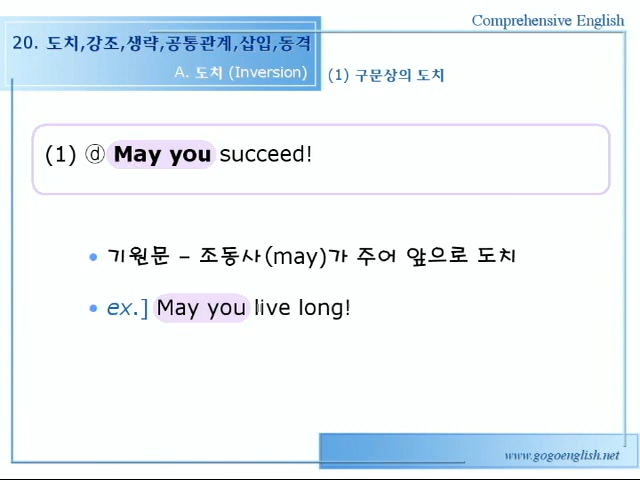 Comprehensive English
20. 도치,강조,생략,공통관계,삽입,동격
A. 도치 (Inversion)
(1) 구문상의 도치
(1) ⓓ May you succeed!
• 기원문 – 조동사(may)가 주어 앞으로 도치
• ex.] May you live long!
www.gogoenglish.net